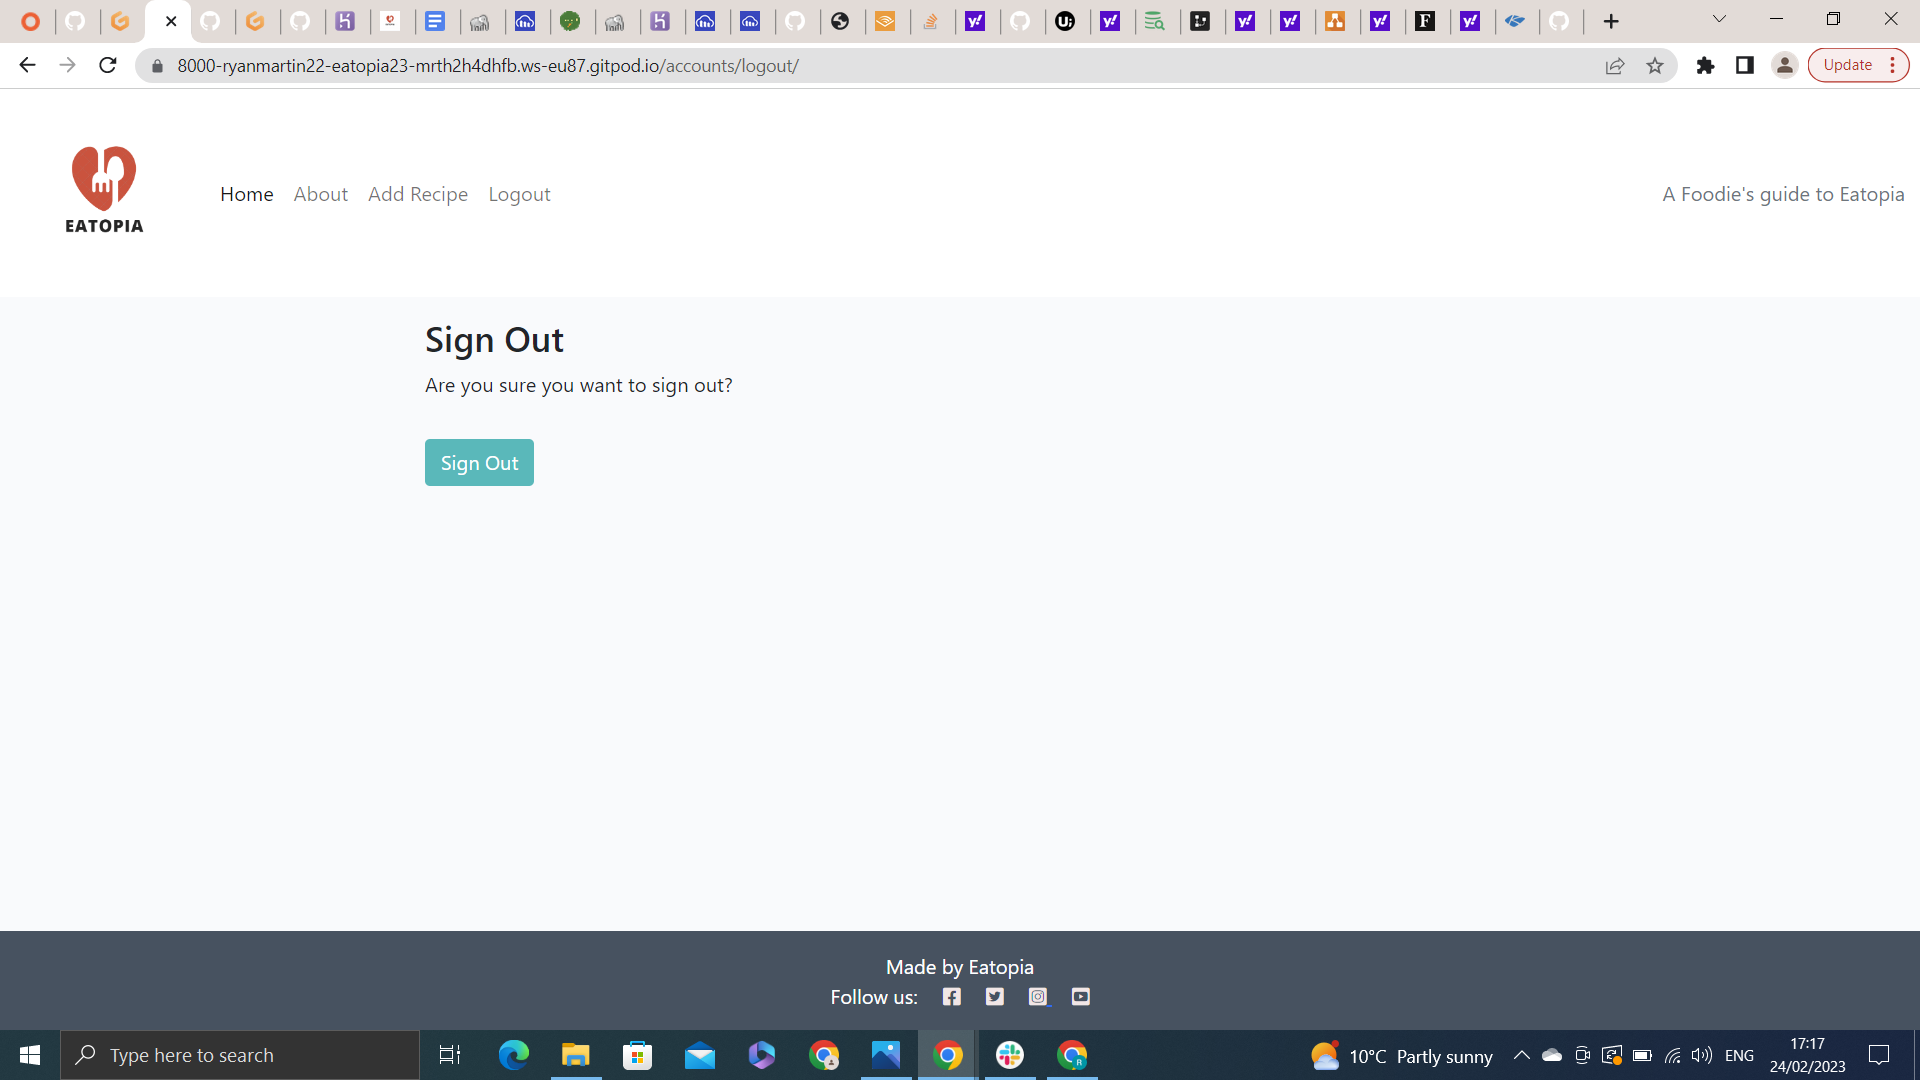 8000-ryanmartin22-eatopia23-mrth2h4dhfb.ws-eu87.gitpod.io/accounts/logout/
Update
EATOPIA
Home About Add Recipe Logout
A Foodie's guide to Eatopia
Sign Out
Are you sure you want to sign out?
Sign Out
Made by Eatopia
Follow us:
Type here to search
10°C Partly sunny
ENG
17:17
24/02/2023